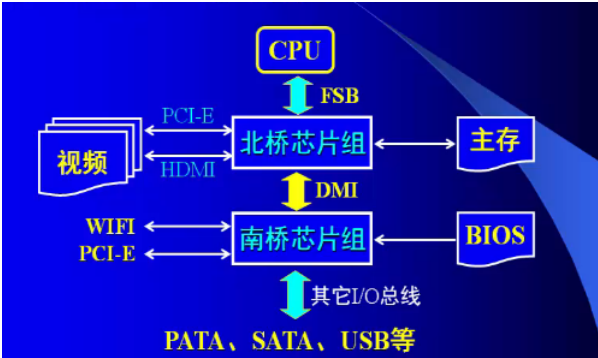 CPU
FSB
PCI-E
北桥芯片组
主存
视频
HDMI
DMI
WIFI
南桥芯片组
BIOS
PCI-E
其它I/O总线
PATA、SATA、USB等